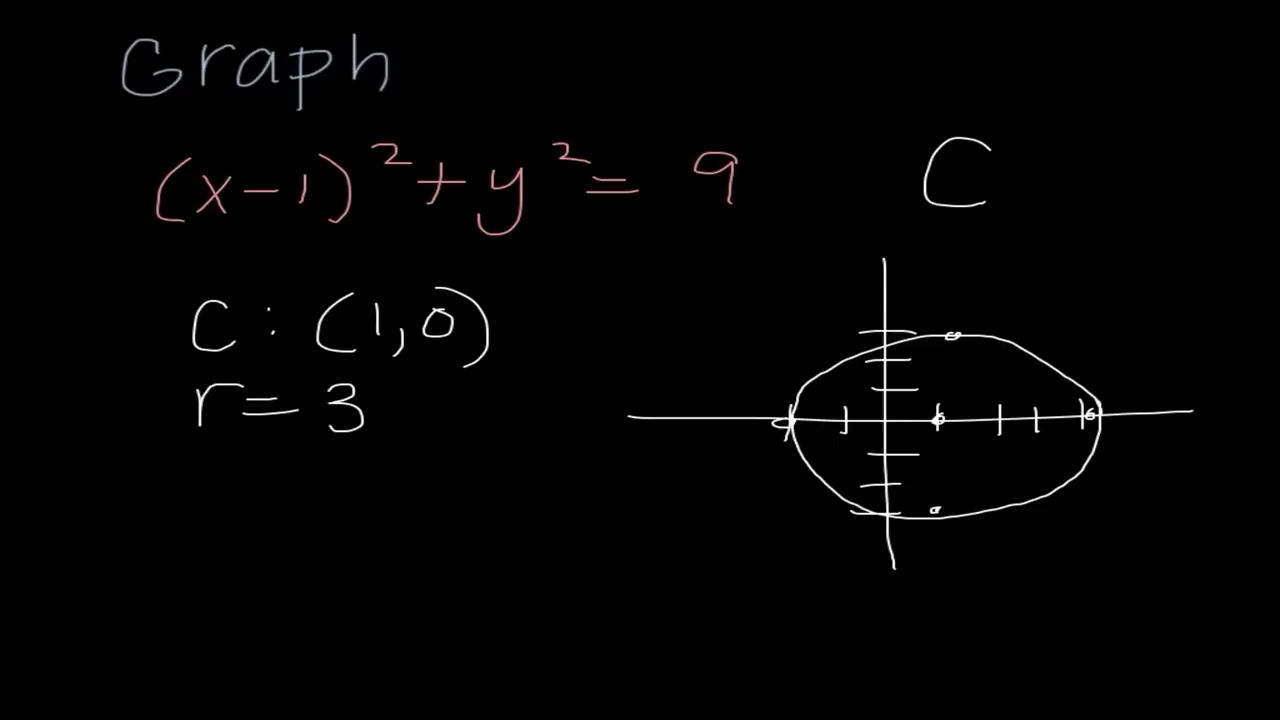 Graph
(x-1)² + y² = 9
C
C : (1,0)
r = 3